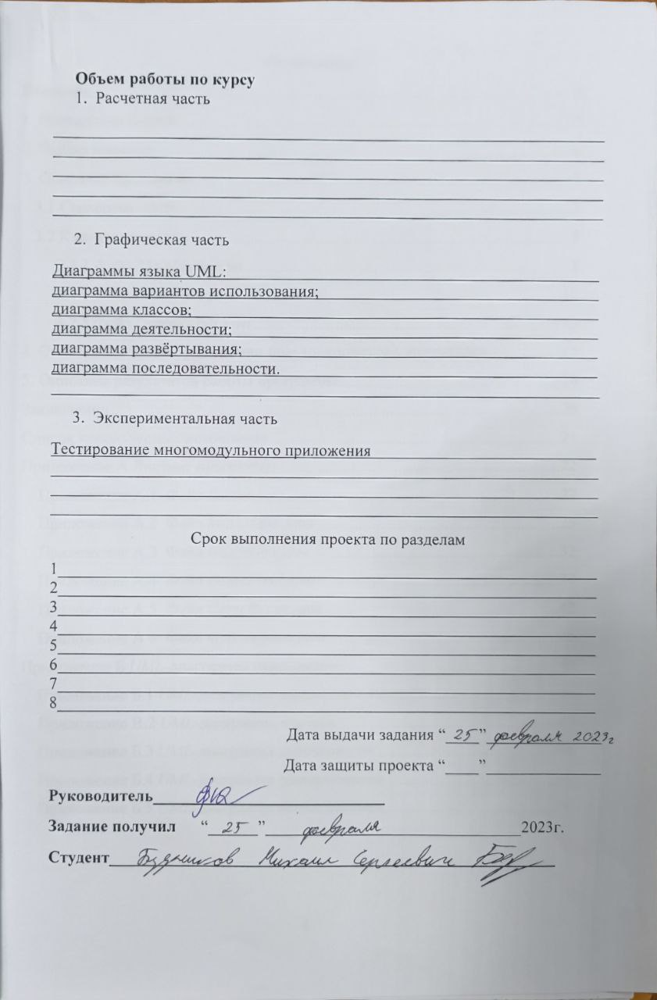 Объем работы по курсу
1. Расчетная часть
2. Графическая часть
Диаграммы языка UML:
диаграмма вариантов использования;
диаграмма классов;
диаграмма деятельности;
диаграмма развёртывания;
диаграмма последовательности.
3. Экспериментальная часть
Тестирование многомодульного приложения
Срок выполнения проекта по разделам
1
2
3
4
5
6
7
8
Дата выдачи задания “ 25 ” февраля 2023г
Дата защиты проекта “____”
Руководитель
Задание получил “ 25 ” февраля 2023г.
Студент Будников Михаил Сергеевич